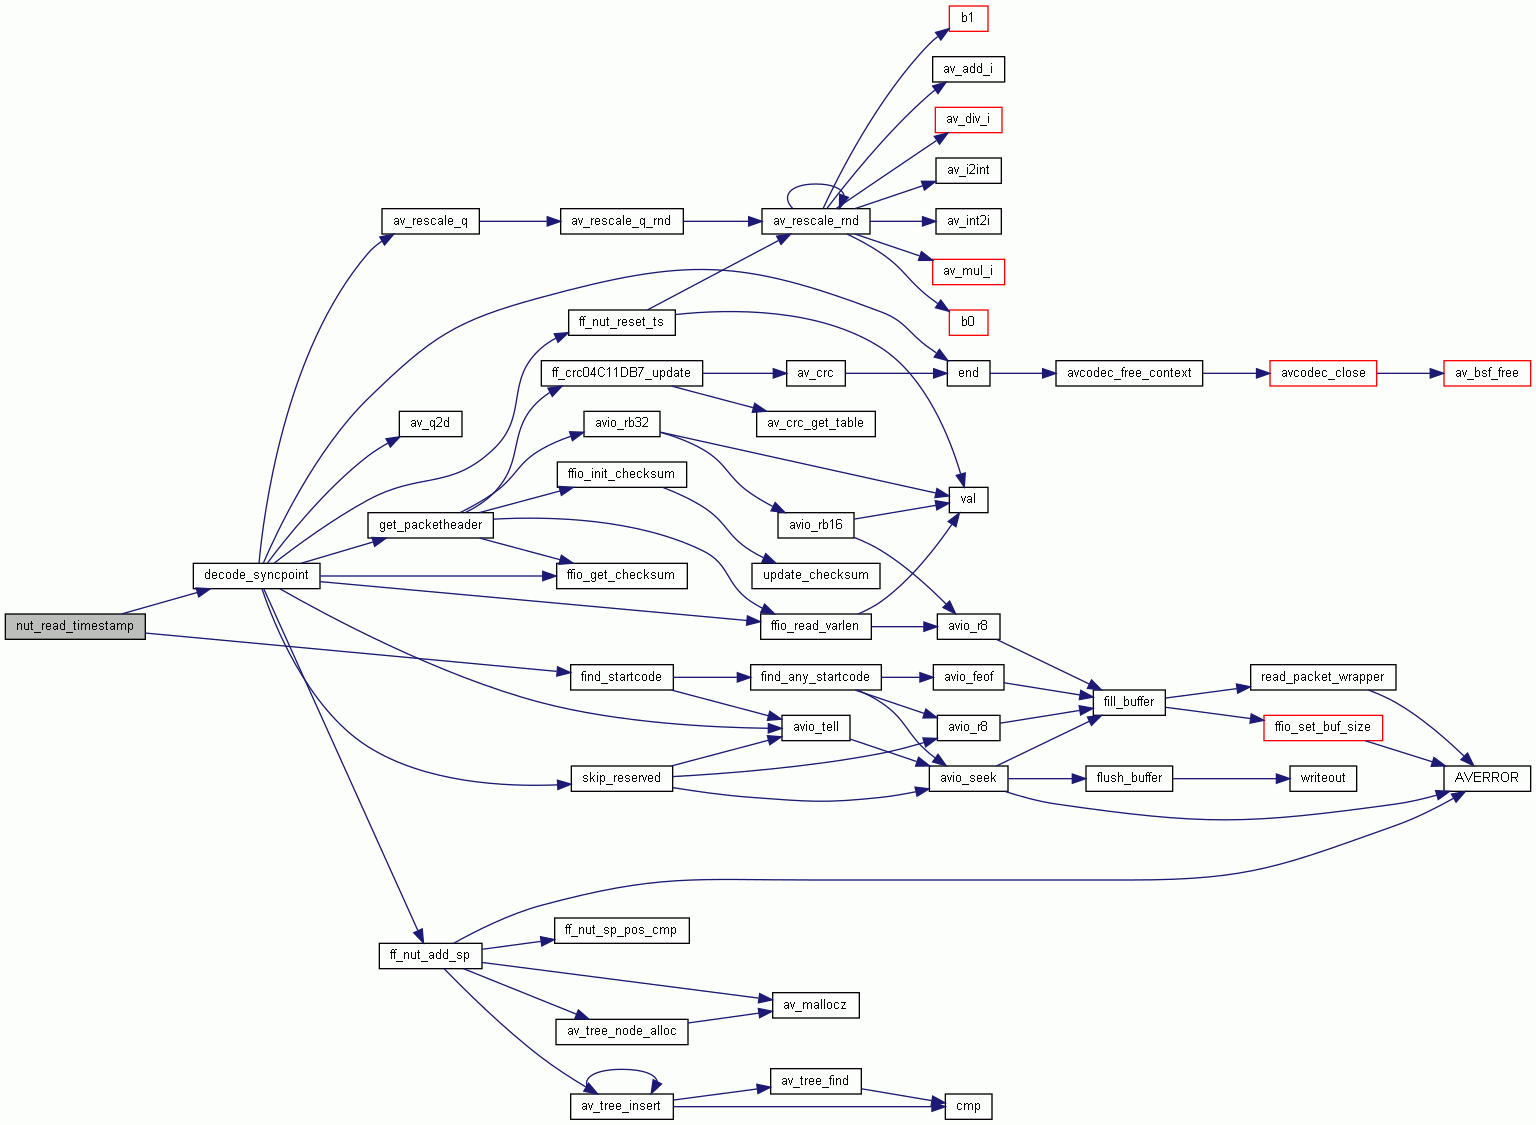 b1
av_add_i
av_div_i
av_i2int
av_rescale_q
av_rescale_q_rnd
av_rescale_rnd
av_int2i
av_mul_i
ff_nut_reset_ts
b0
ff_crc04C11DB7_update
av_crc
end
avcodec_free_context
avcodec_close
av_bsf_free
av_q2d
avio_rb32
av_crc_get_table
ffio_init_checksum
val
get_packetheader
avio_rb16
decode_syncpoint
ffio_get_checksum
update_checksum
nut_read_timestamp
ffio_read_varlen
avio_r8
find_startcode
find_any_startcode
avio_feof
read_packet_wrapper
fill_buffer
avio_tell
avio_r8
ffio_set_buf_size
skip_reserved
avio_seek
flush_buffer
writeout
AVERROR
ff_nut_sp_pos_cmp
ff_nut_add_sp
av_mallocz
av_tree_node_alloc
av_tree_find
av_tree_insert
cmp